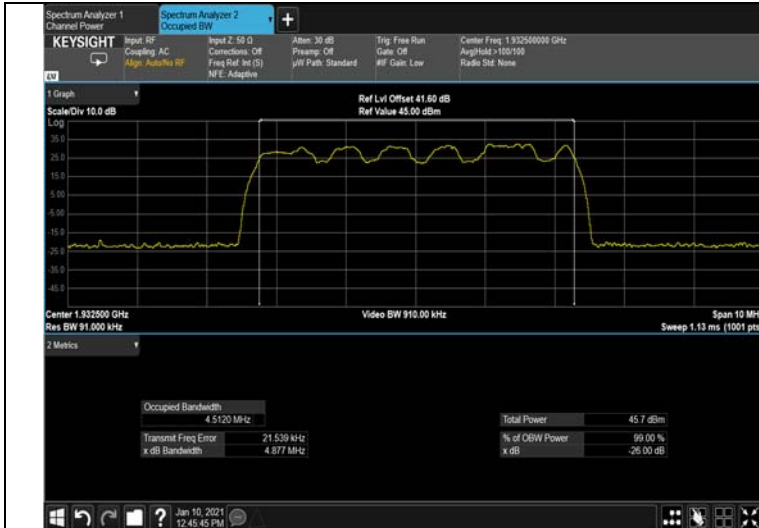 Spectrum Analyzer 1
Channel Power
Spectrum Analyzer 2
Occupied BW
+
KEYSIGHT
Input: RF
Coupling: AC
Align: Auto/No RF
Input Z: 50 Ω
Corrections: Off
Freq Ref: Int (S)
NFE: Adaptive
Atten: 30 dB
Preamp: Off
µW Path: Standard
Trig: Free Run
Gate: Off
#IF Gain: Low
Center Freq: 1.932500000 GHz
Avg|Hold:>100/100
Radio Std: None
1 Graph
Scale/Div 10.0 dB
Ref Lvl Offset 41.60 dB
Ref Value 45.00 dBm
Log
35.0
25.0
15.0
5.00
-5.00
-15.0
-25.0
-35.0
-45.0
Center 1.932500 GHz
Res BW 91.000 kHz
Video BW 910.00 kHz
Span 10 MH
Sweep 1.13 ms (1001 pts
2 Metrics
Occupied Bandwidth
4.5120 MHz
Transmit Freq Error 21.539 kHz
x dB Bandwidth 4.877 MHz
Total Power 45.7 dBm
% of OBW Power 99.00 %
x dB -26.00 dB
?
Jan 10, 2021
12:45:45 PM